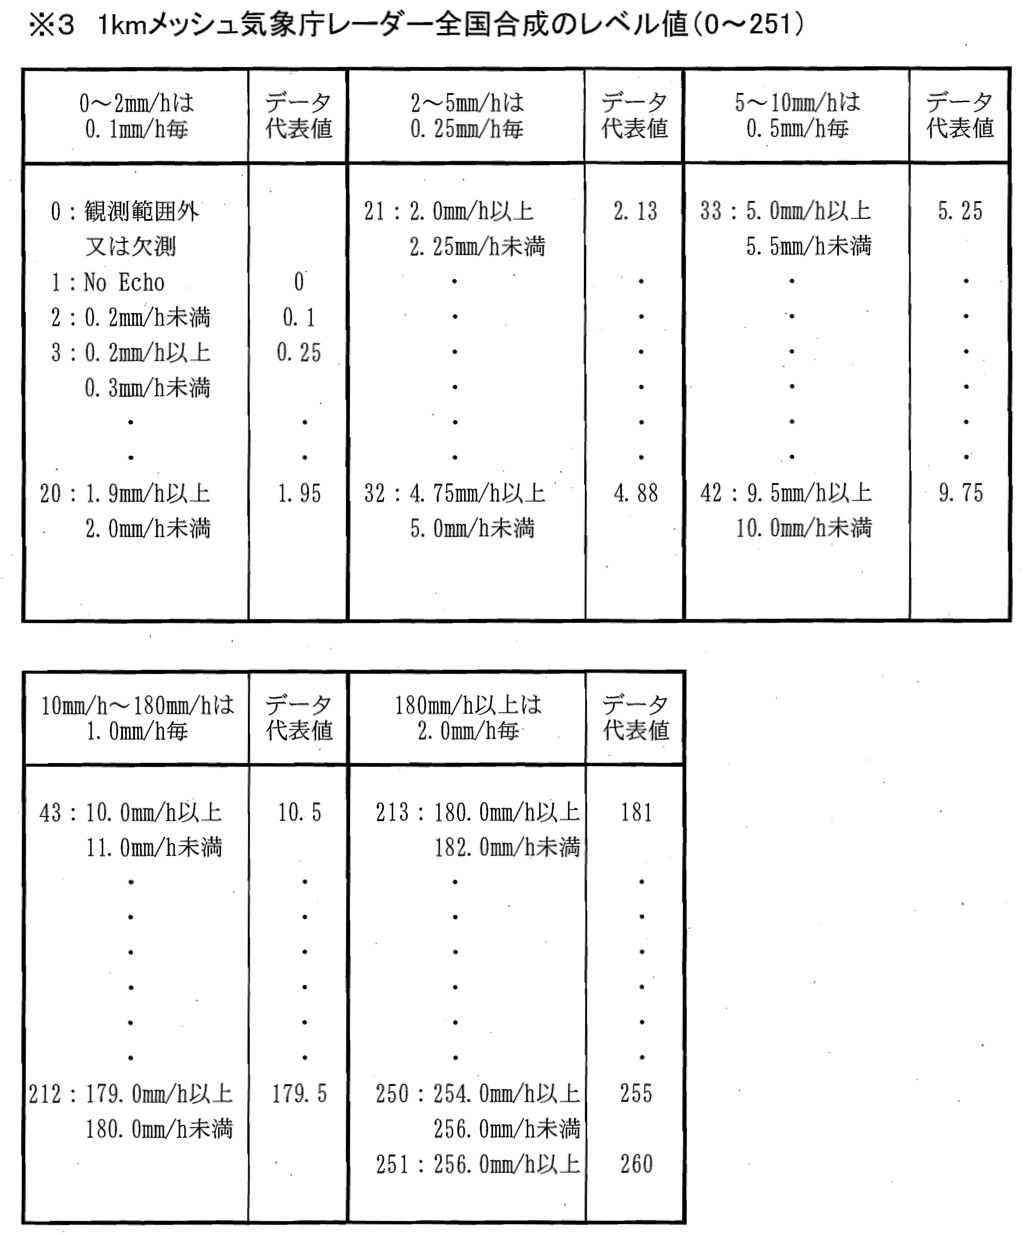 ※3 1kmメッシュ気象庁レーダー全国合成のレベル値(0～251)
0～2mm/hは データ 2～5mm/hは データ 5～10mm/hは データ
0.1mm/h毎 代表値 0.25mm/h毎 代表値 0.5mm/h毎 代表値
0:観測範囲外 21:2.0mm/h以上 2.13 33:5.0mm/h以上 5.25
又は欠測 2.25mm/h未満 5.5mm/h未満
1:No Echo 0 ・ ・ ・ ・
2:0.2mm/h未満 0.1 ・ ・ ・ ・
3:0.2mm/h以上 0.25 ・ ・ ・ ・
0.3mm/h未満 ・ ・ ・ ・
・ ・ ・ ・ ・ ・
・ ・ ・ ・ ・ ・
20:1.9mm/h以上 1.95 32:4.75mm/h以上 4.88 42:9.5mm/h以上 9.75
2.0mm/h未満 5.0mm/h未満 10.0mm/h未満
10mm/h～180mm/hは データ 180mm/h以上は データ
1.0mm/h毎 代表値 2.0mm/h毎 代表値
43:10.0mm/h以上 10.5 213:180.0mm/h以上 181
11.0mm/h未満 182.0mm/h未満
・ ・ ・ ・
・ ・ ・ ・
・ ・ ・ ・
・ ・ ・ ・
・ ・ ・ ・
・ ・ ・ ・
212:179.0mm/h以上 179.5 250:254.0mm/h以上 255
180.0mm/h未満 256.0mm/h未満
251:256.0mm/h以上 260